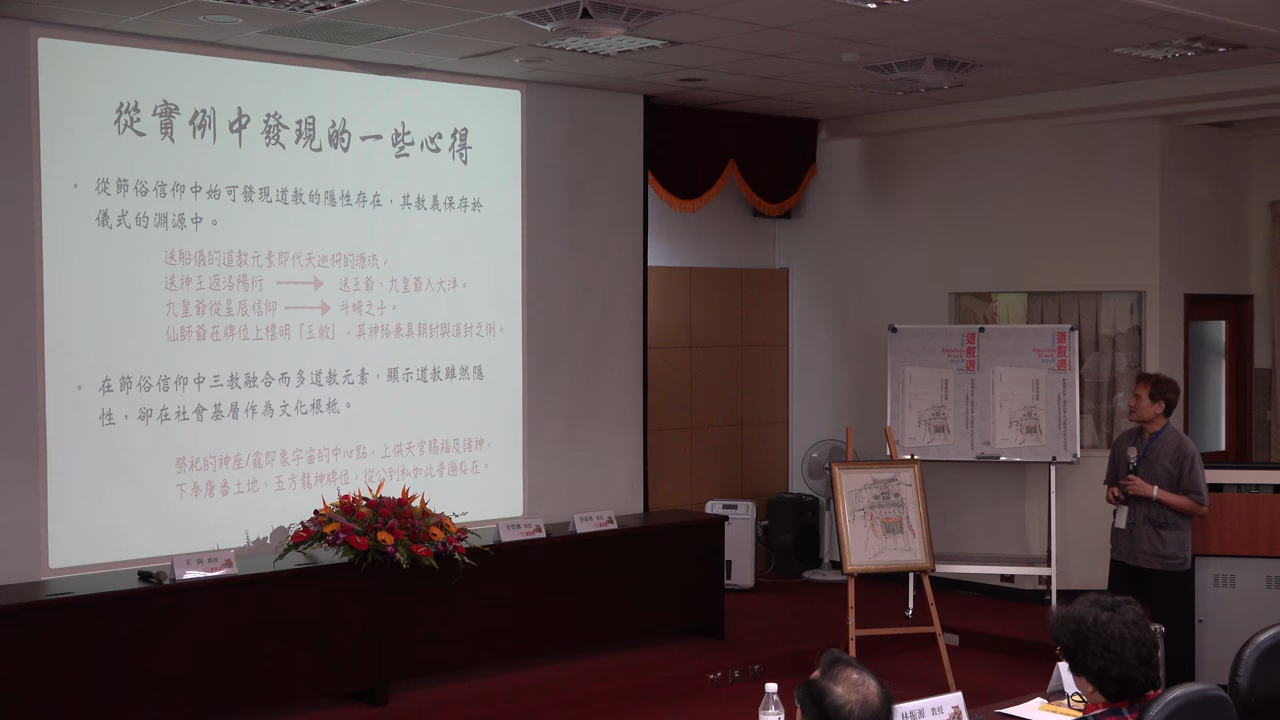 從實例中發現的一些心得
• 從節俗信仰中始可發現道教的隱性存在，其教義保存於
儀式的淵源中。
送船儀的道教元素即代天巡狩的源流，
送神王返洛陽衍 → 送王爺、九皇爺入大洋。
九皇爺從星辰信仰 → 斗姆之子。
仙師爺在牌位上標明「玉敕」，其神格兼具朝封與道封之例。
• 在節俗信仰中三教融合而多道教元素，顯示道教雖然隱
性，卻在社會基層作為文化根柢。
祭祀的神座/龕即象宇宙的中心點，上供天官賜福及諸神，
下奉唐番土地、五方龍神牌位，從公到私如此普遍存在。
教授
教授
教授
道教週
道教週
林振源 教授